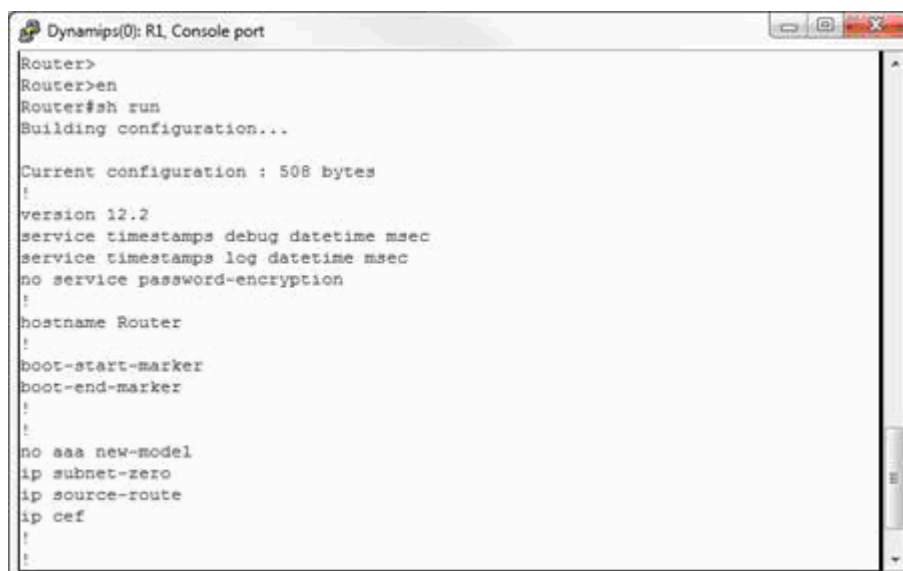 Dynamips(0): R1, Console port
Router>
Router>en
Router#sh run
Building configuration...
Current configuration : 508 bytes
!
version 12.2
service timestamps debug datetime msec
service timestamps log datetime msec
no service password-encryption
!
hostname Router
!
boot-start-marker
boot-end-marker
!
!
no aaa new-model
ip subnet-zero
ip source-route
ip cef
!
!